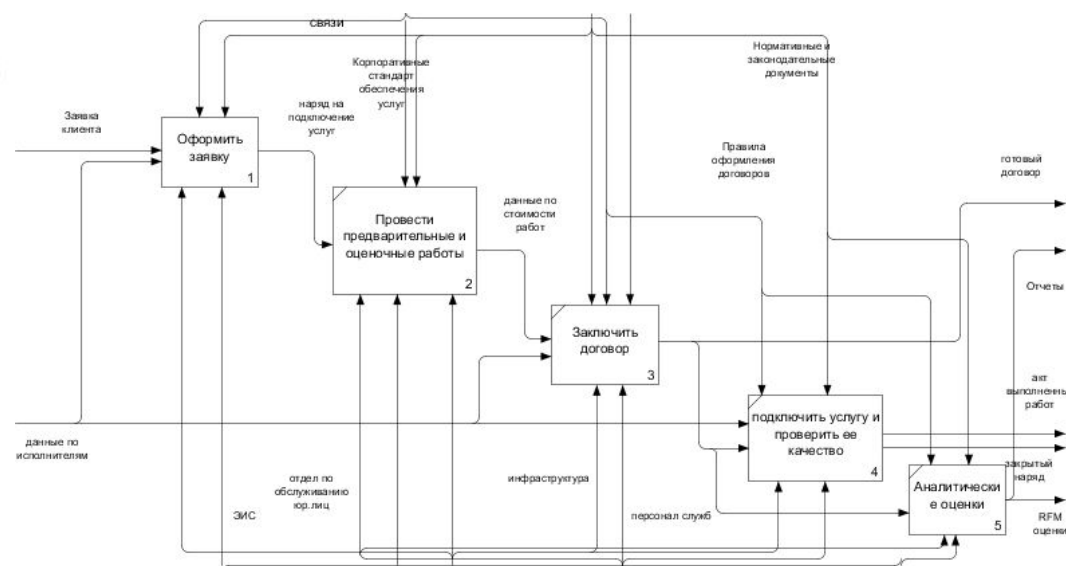 связи
Нормативные и
законодательные
документы
Корпоративные
стандарт
обеспечения
услуг
наряд на
подключение
услуг
Заявка
клиента
Оформить
заявку
1
Правила
оформления
договоров
готовый
договор
данные по
стоимости
работ
Провести
предварительные и
оценочные работы
2
Отчеты
Заключить
договор
3
акт
выполненны
работ
данные по
исполнителям
подключить услугу и
проверить ее
качество
4
закрытый
наряд
отдел по
обслуживанию
юр.лиц
инфраструктура
Аналитически
е оценки
5
ЭИС
персонал служб
RFM
оценки